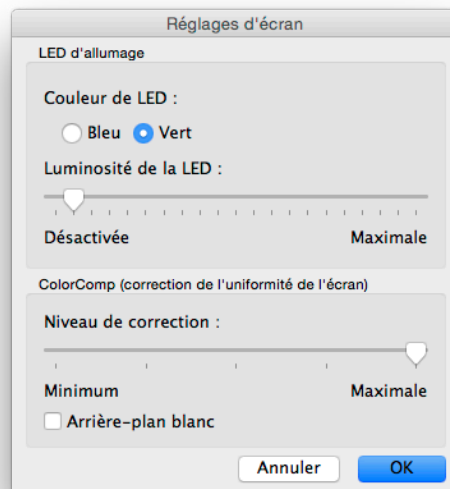 Réglages d'écran
LED d'allumage
Couleur de LED :
Bleu Vert
Luminosité de la LED :
Désactivée Maximale
ColorComp (correction de l'uniformité de l'écran)
Niveau de correction :
Minimum Maximale
Arrière-plan blanc
Annuler OK